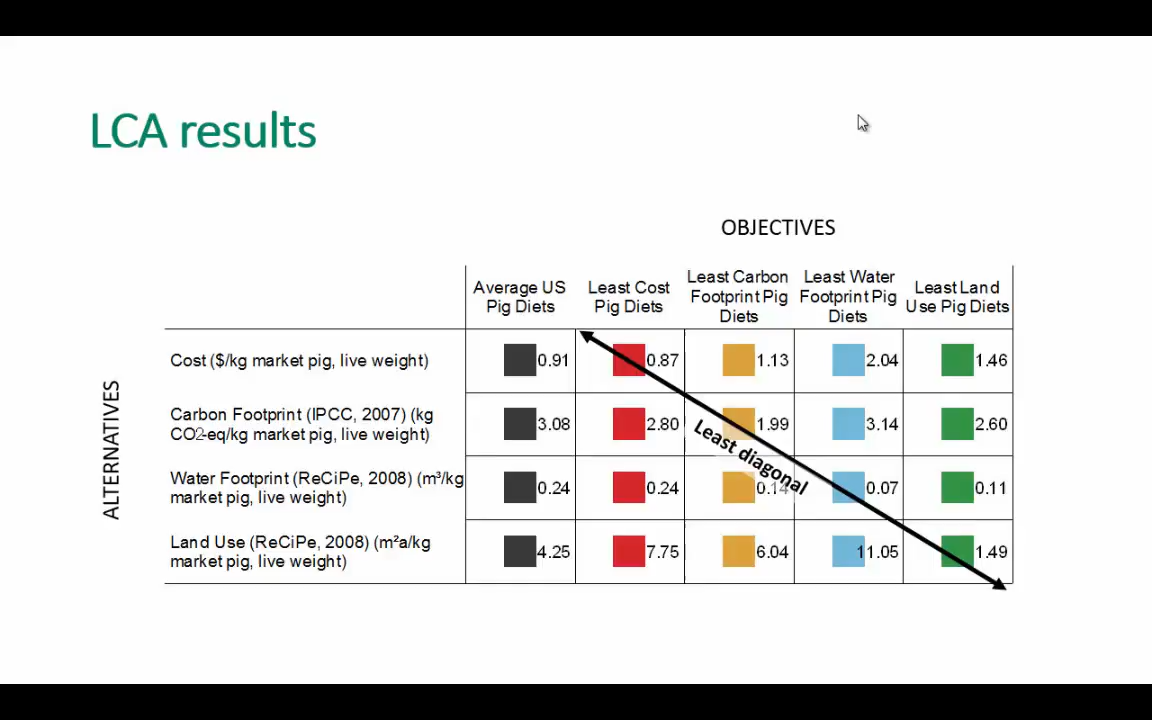 LCA results
OBJECTIVES
Average US
Pig Diets
Least Cost
Pig Diets
Least Carbon
Footprint Pig
Diets
Least Water
Footprint Pig
Diets
Least Land
Use Pig Diets
ALTERNATIVES
Cost ($/kg market pig, live weight) 0.91 0.87 1.13 2.04 1.46
Carbon Footprint (IPCC, 2007) (kg
CO2-eq/kg market pig, live weight) 3.08 2.80 1.99 3.14 2.60
Least diagonal
Water Footprint (ReCiPe, 2008) (m³/kg
market pig, live weight) 0.24 0.24 0.14 0.07 0.11
Land Use (ReCiPe, 2008) (m²a/kg
market pig, live weight) 4.25 7.75 6.04 11.05 1.49